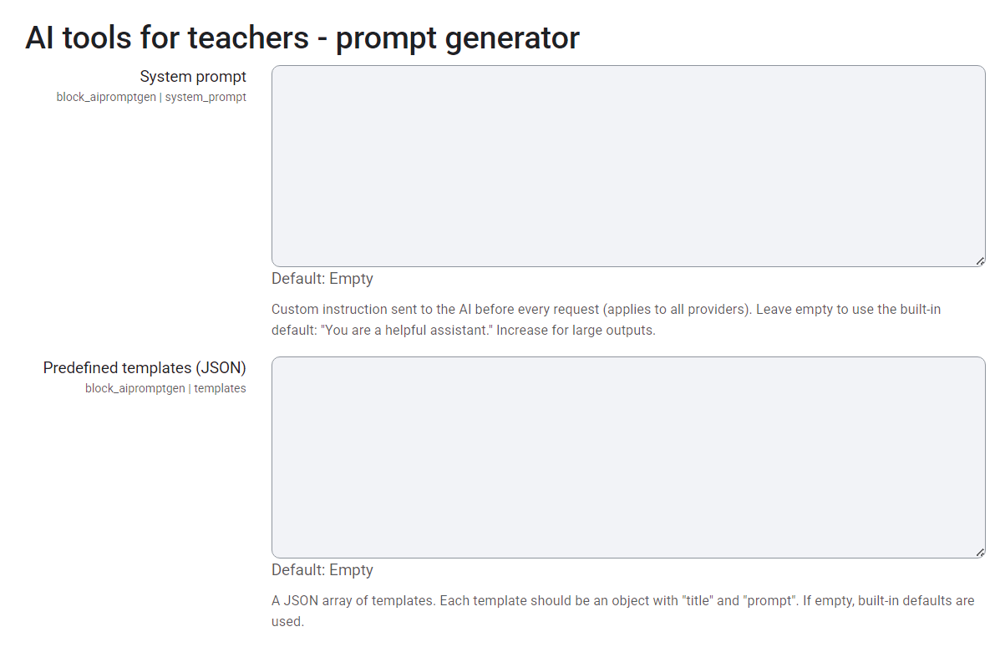 AI tools for teachers - prompt generator
System prompt
block_aipromptgen | system_prompt
Default: Empty
Custom instruction sent to the AI before every request (applies to all providers). Leave empty to use the built-in
default: "You are a helpful assistant." Increase for large outputs.
Predefined templates (JSON)
block_aipromptgen | templates
Default: Empty
A JSON array of templates. Each template should be an object with "title" and "prompt". If empty, built-in defaults are
used.